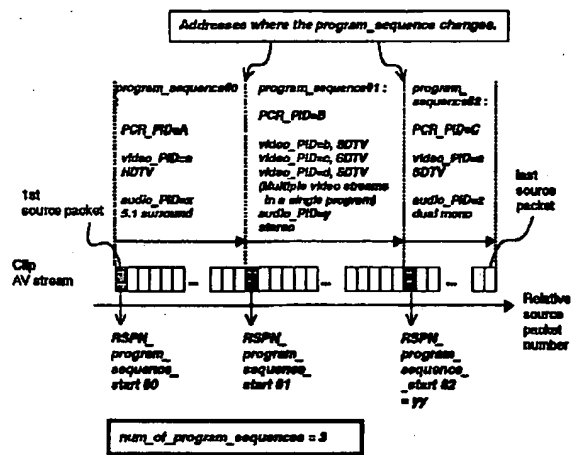 Addresses where the program_sequence changes.
program_sequence#0
PCR_PID=A
video_PID=a
HDTV
audio_PID=x
5.1 surround
program_sequence#1 :
PCR_PID=B
video_PID=b, SDTV
video_PID=c, SDTV
video_PID=d, SDTV
(Multiple video streams
in a single program)
audio_PID=y
stereo
program_
sequence#2 :
PCR_PID=C
video_PID=a
SDTV
audio_PID=z
dual mono
1st
source packet
last
source
packet
Clip
AV stream
...
...
...
Relative
source
packet
number
RSPN_
program_
sequence_
start #0
RSPN_
program_
sequence_
start #1
RSPN_
program_
sequence_
_start #2
= yy
num_of_program_sequences = 3